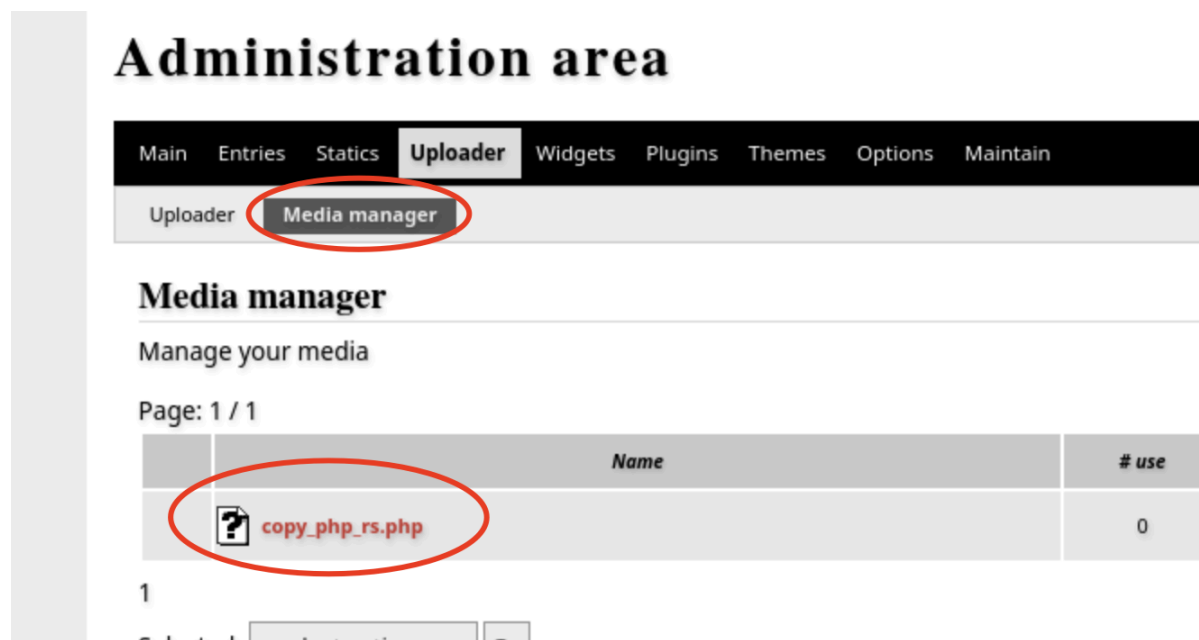 Administration area
Main Entries Statics Uploader Widgets Plugins Themes Options Maintain
Uploader Media manager
Media manager
Manage your media
Page: 1 / 1
Name # use
copy_php_rs.php 0
1